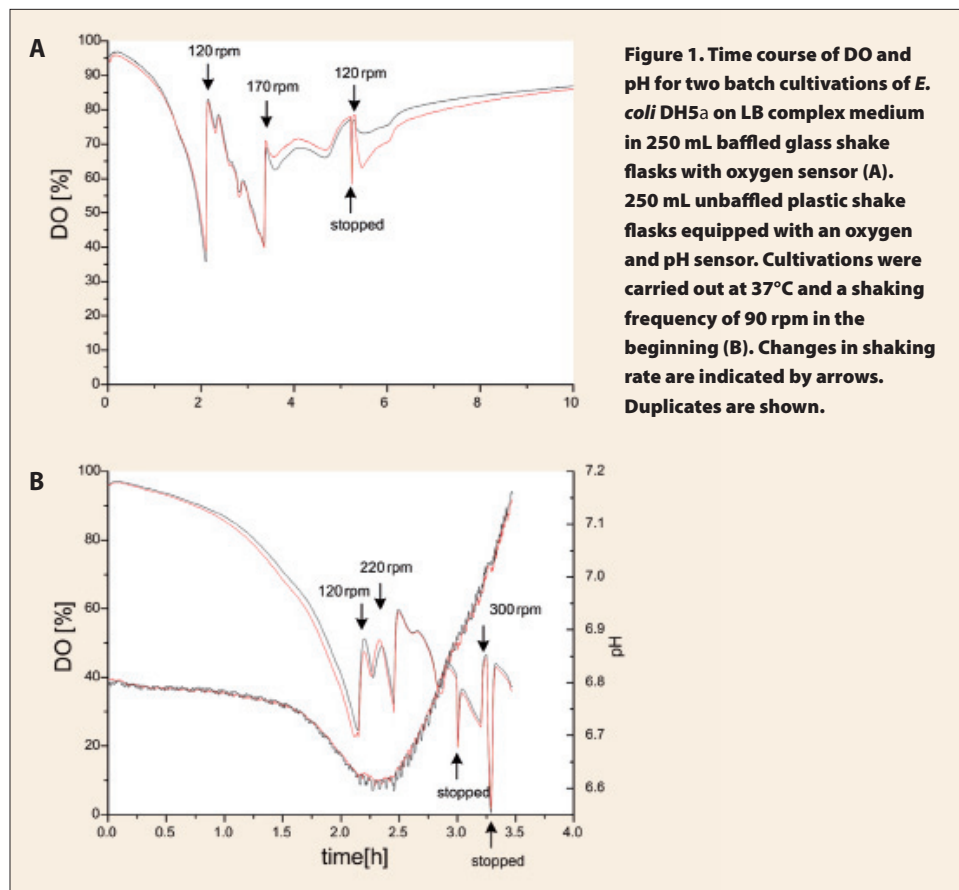 A
100
90
80
70
60
50
40
30
20
10
0
DO [%]
120 rpm
170 rpm
120 rpm
stopped
0
2
4
6
8
10
Figure 1. Time course of DO and
pH for two batch cultivations of E.
coli DH5a on LB complex medium
in 250 mL baffled glass shake
flasks with oxygen sensor (A).
250 mL unbaffled plastic shake
flasks equipped with an oxygen
and pH sensor. Cultivations were
carried out at 37°C and a shaking
frequency of 90 rpm in the
beginning (B). Changes in shaking
rate are indicated by arrows.
Duplicates are shown.
B
100
80
60
40
20
0
DO [%]
120 rpm
220 rpm
300 rpm
stopped
stopped
7.2
7.1
7.0
6.9
6.8
6.7
6.6
pH
0.0
0.5
1.0
1.5
2.0
2.5
3.0
3.5
4.0
time[h]